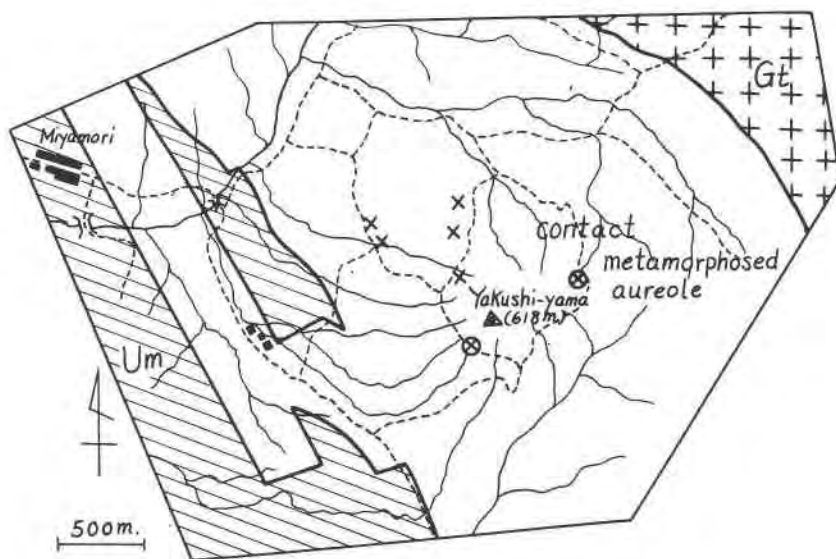 Gt
Miyamori
contact
metamorphosed
aureole
Yakushi-yama
(618m)
Um
500m.